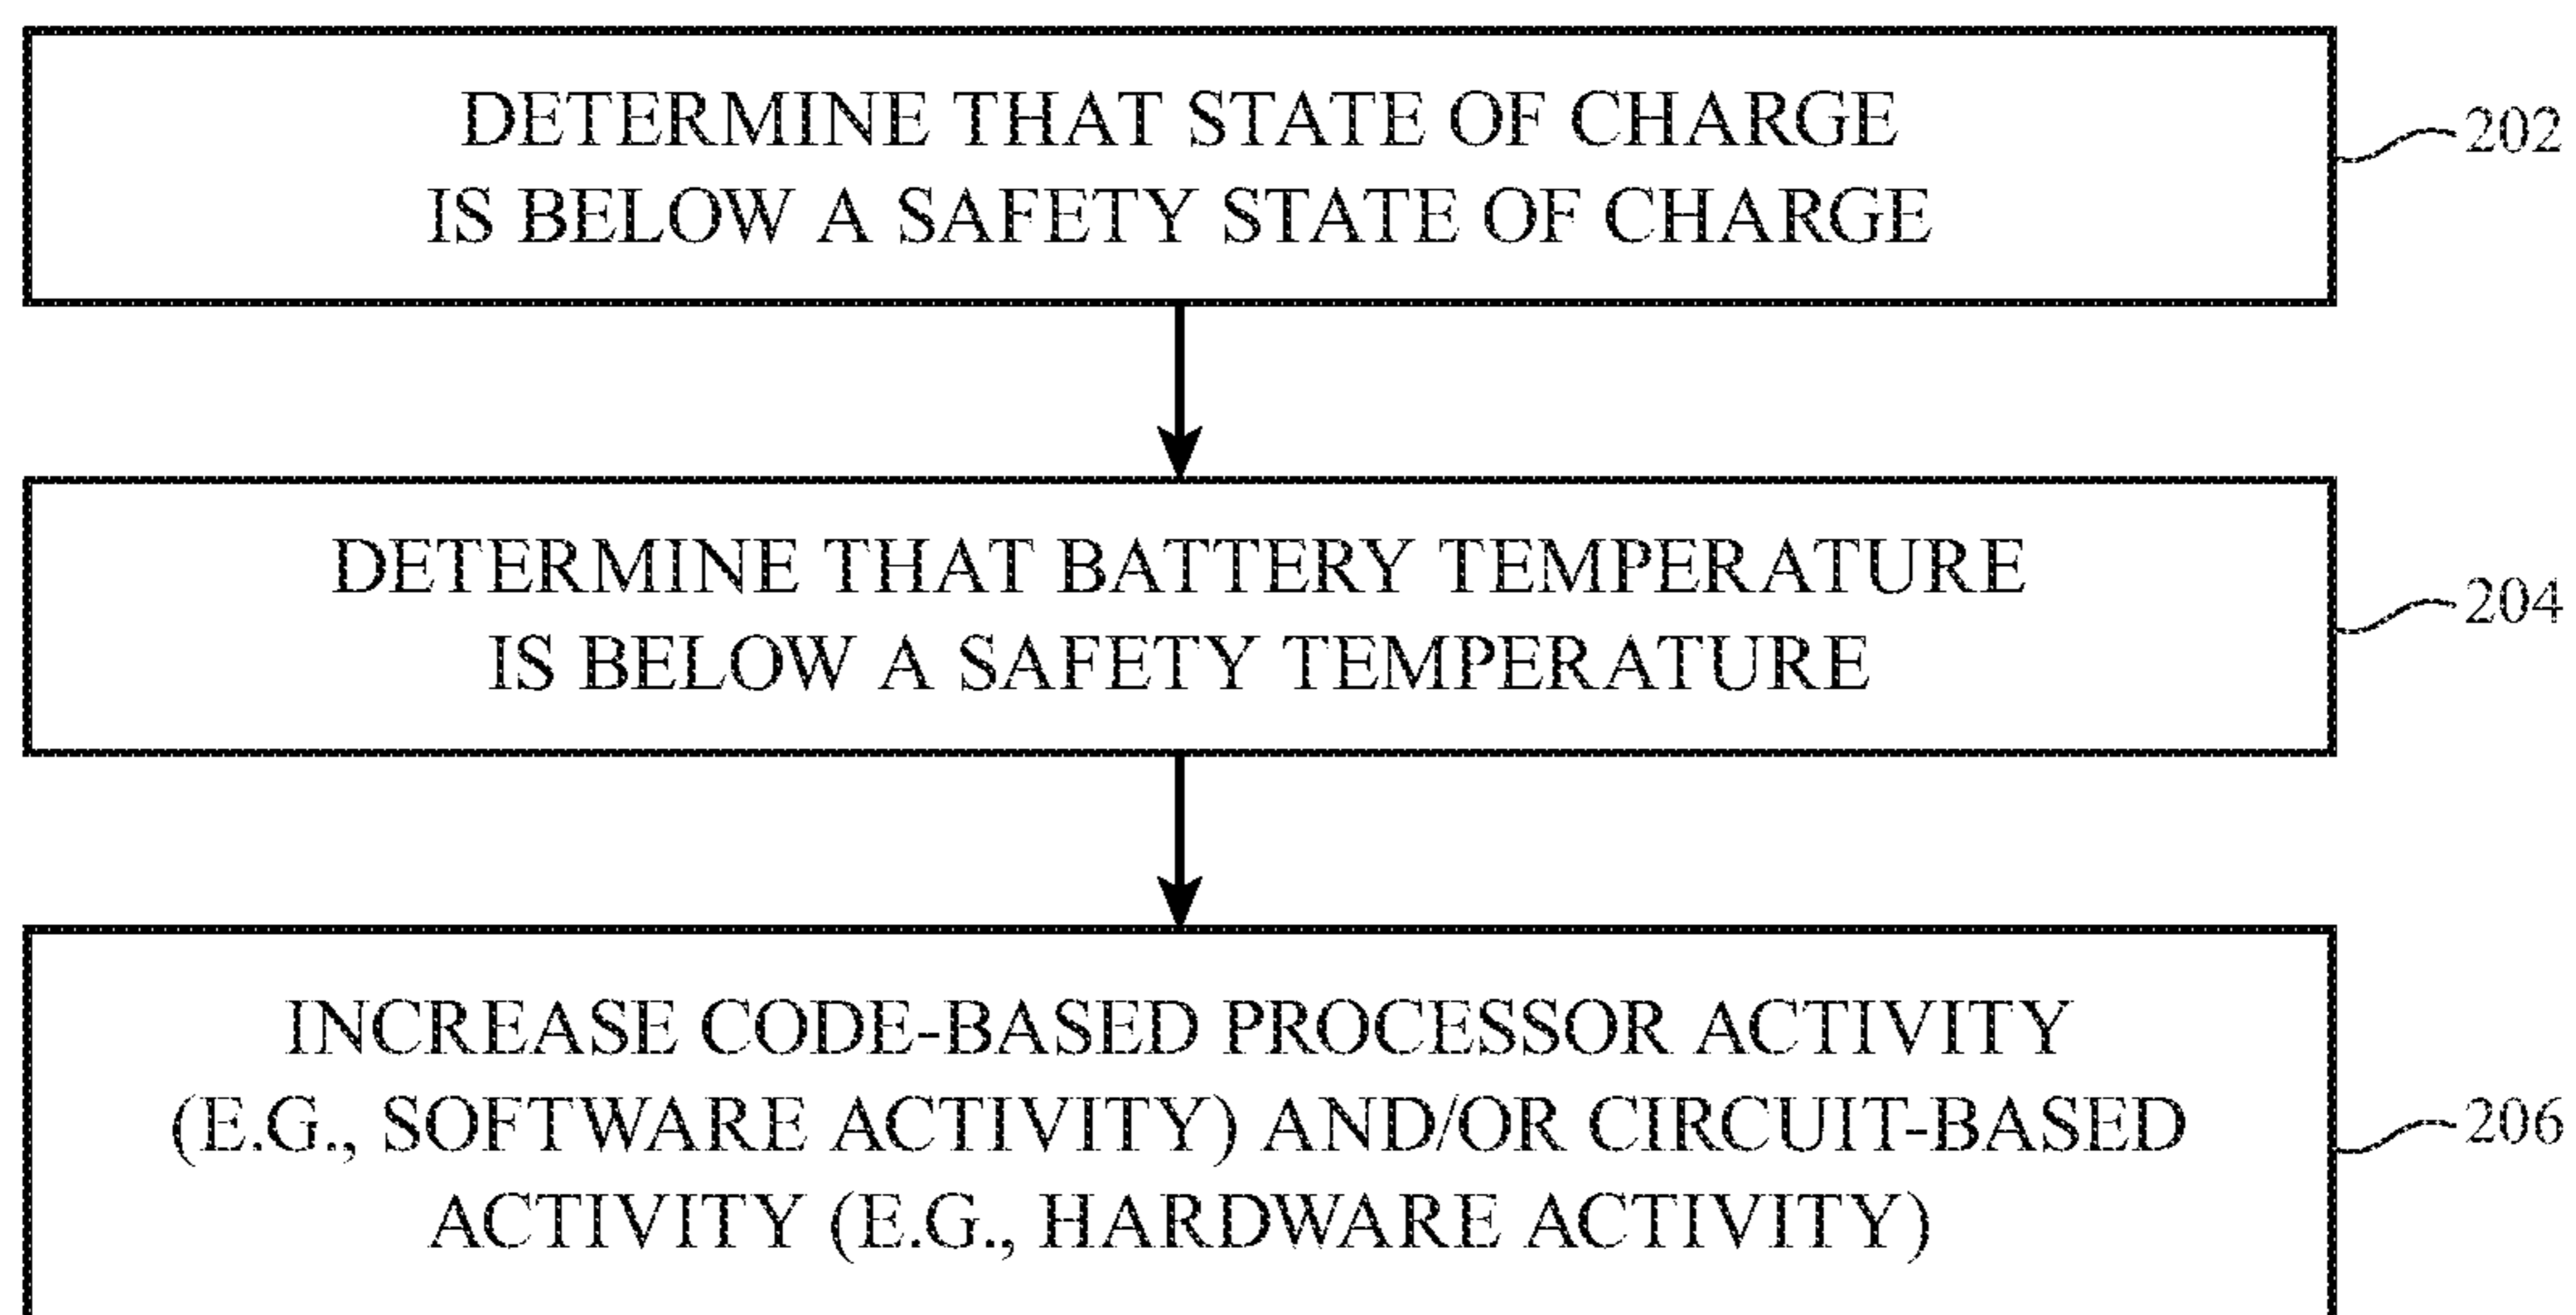 DETERMINE THAT STATE OF CHARGE
IS BELOW A SAFETY STATE OF CHARGE
202
DETERMINE THAT BATTERY TEMPERATURE
IS BELOW A SAFETY TEMPERATURE
204
INCREASE CODE-BASED PROCESSOR ACTIVITY
(E.G., SOFTWARE ACTIVITY) AND/OR CIRCUIT-BASED
ACTIVITY (E.G., HARDWARE ACTIVITY)
206